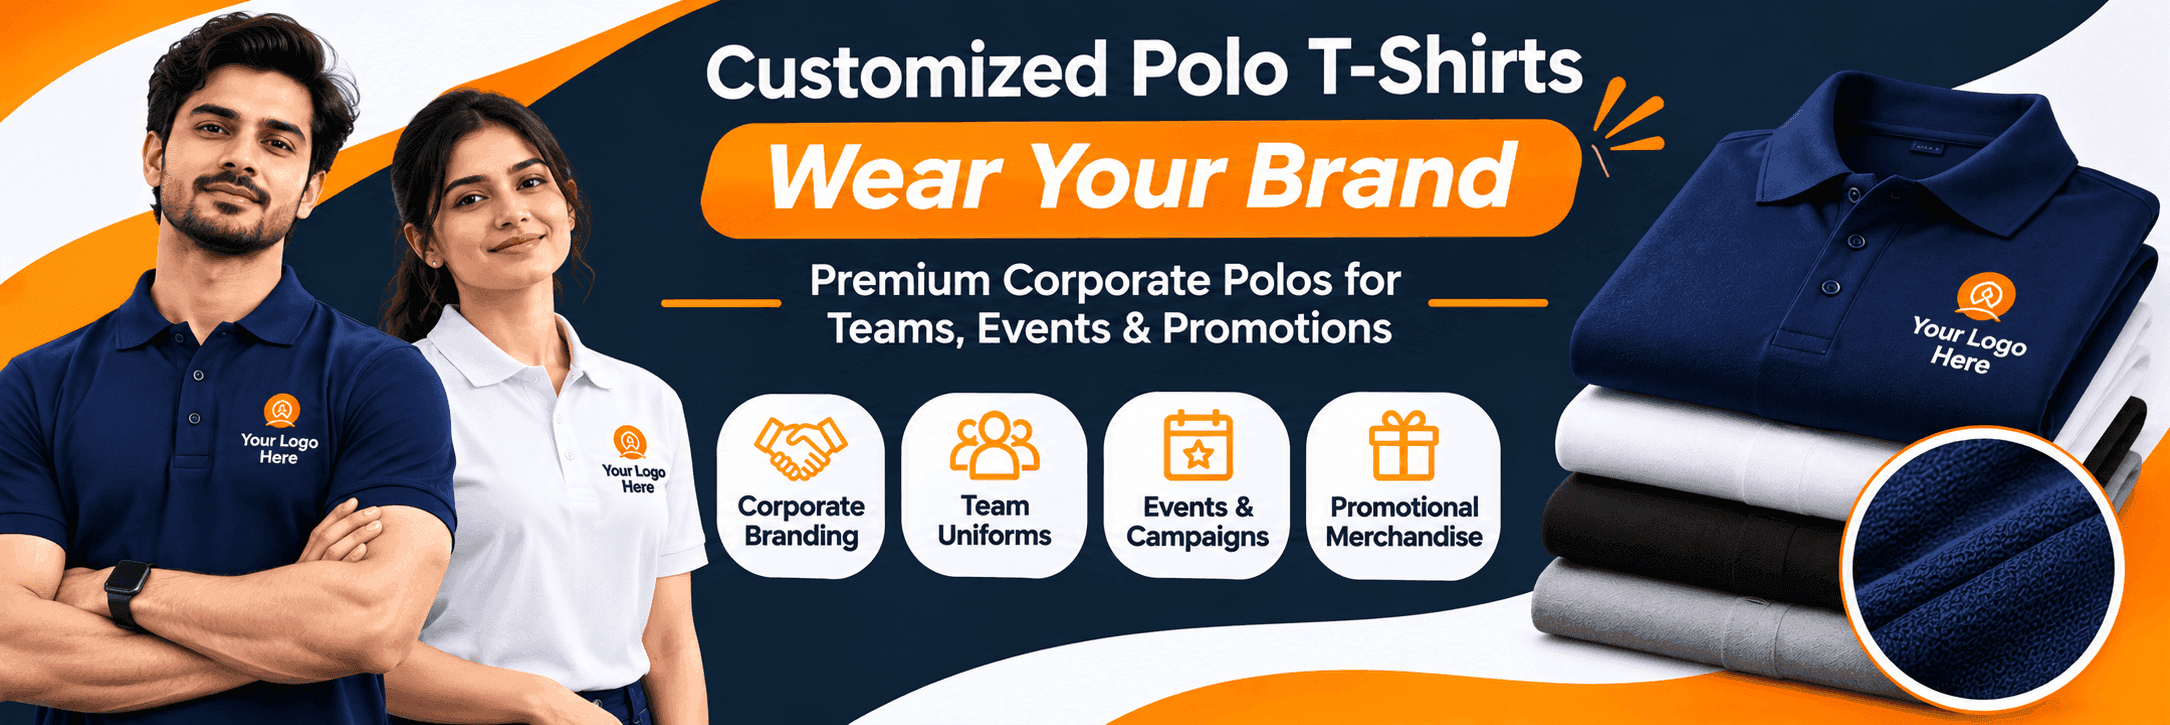 Customized Polo T-Shirts
Wear Your Brand
Premium Corporate Polos for
Teams, Events & Promotions
Corporate
Branding
Team
Uniforms
Events &
Campaigns
Promotional
Merchandise
Your Logo
Here
Your Logo
Here
Your Logo
Here